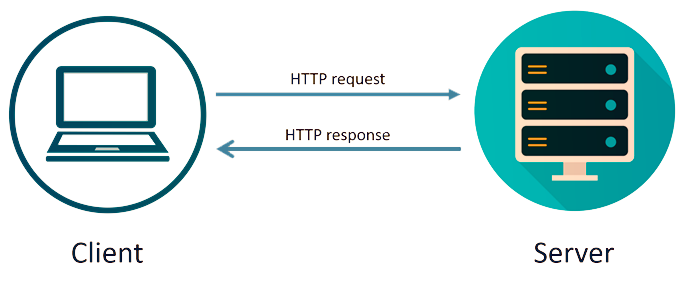 HTTP request
HTTP response
Client
Server